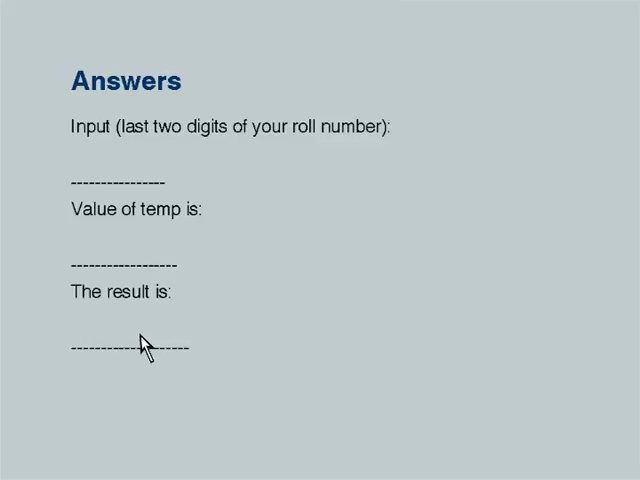 Answers
Input (last two digits of your roll number):
----------------
Value of temp is:
------------------
The result is:
--------------------